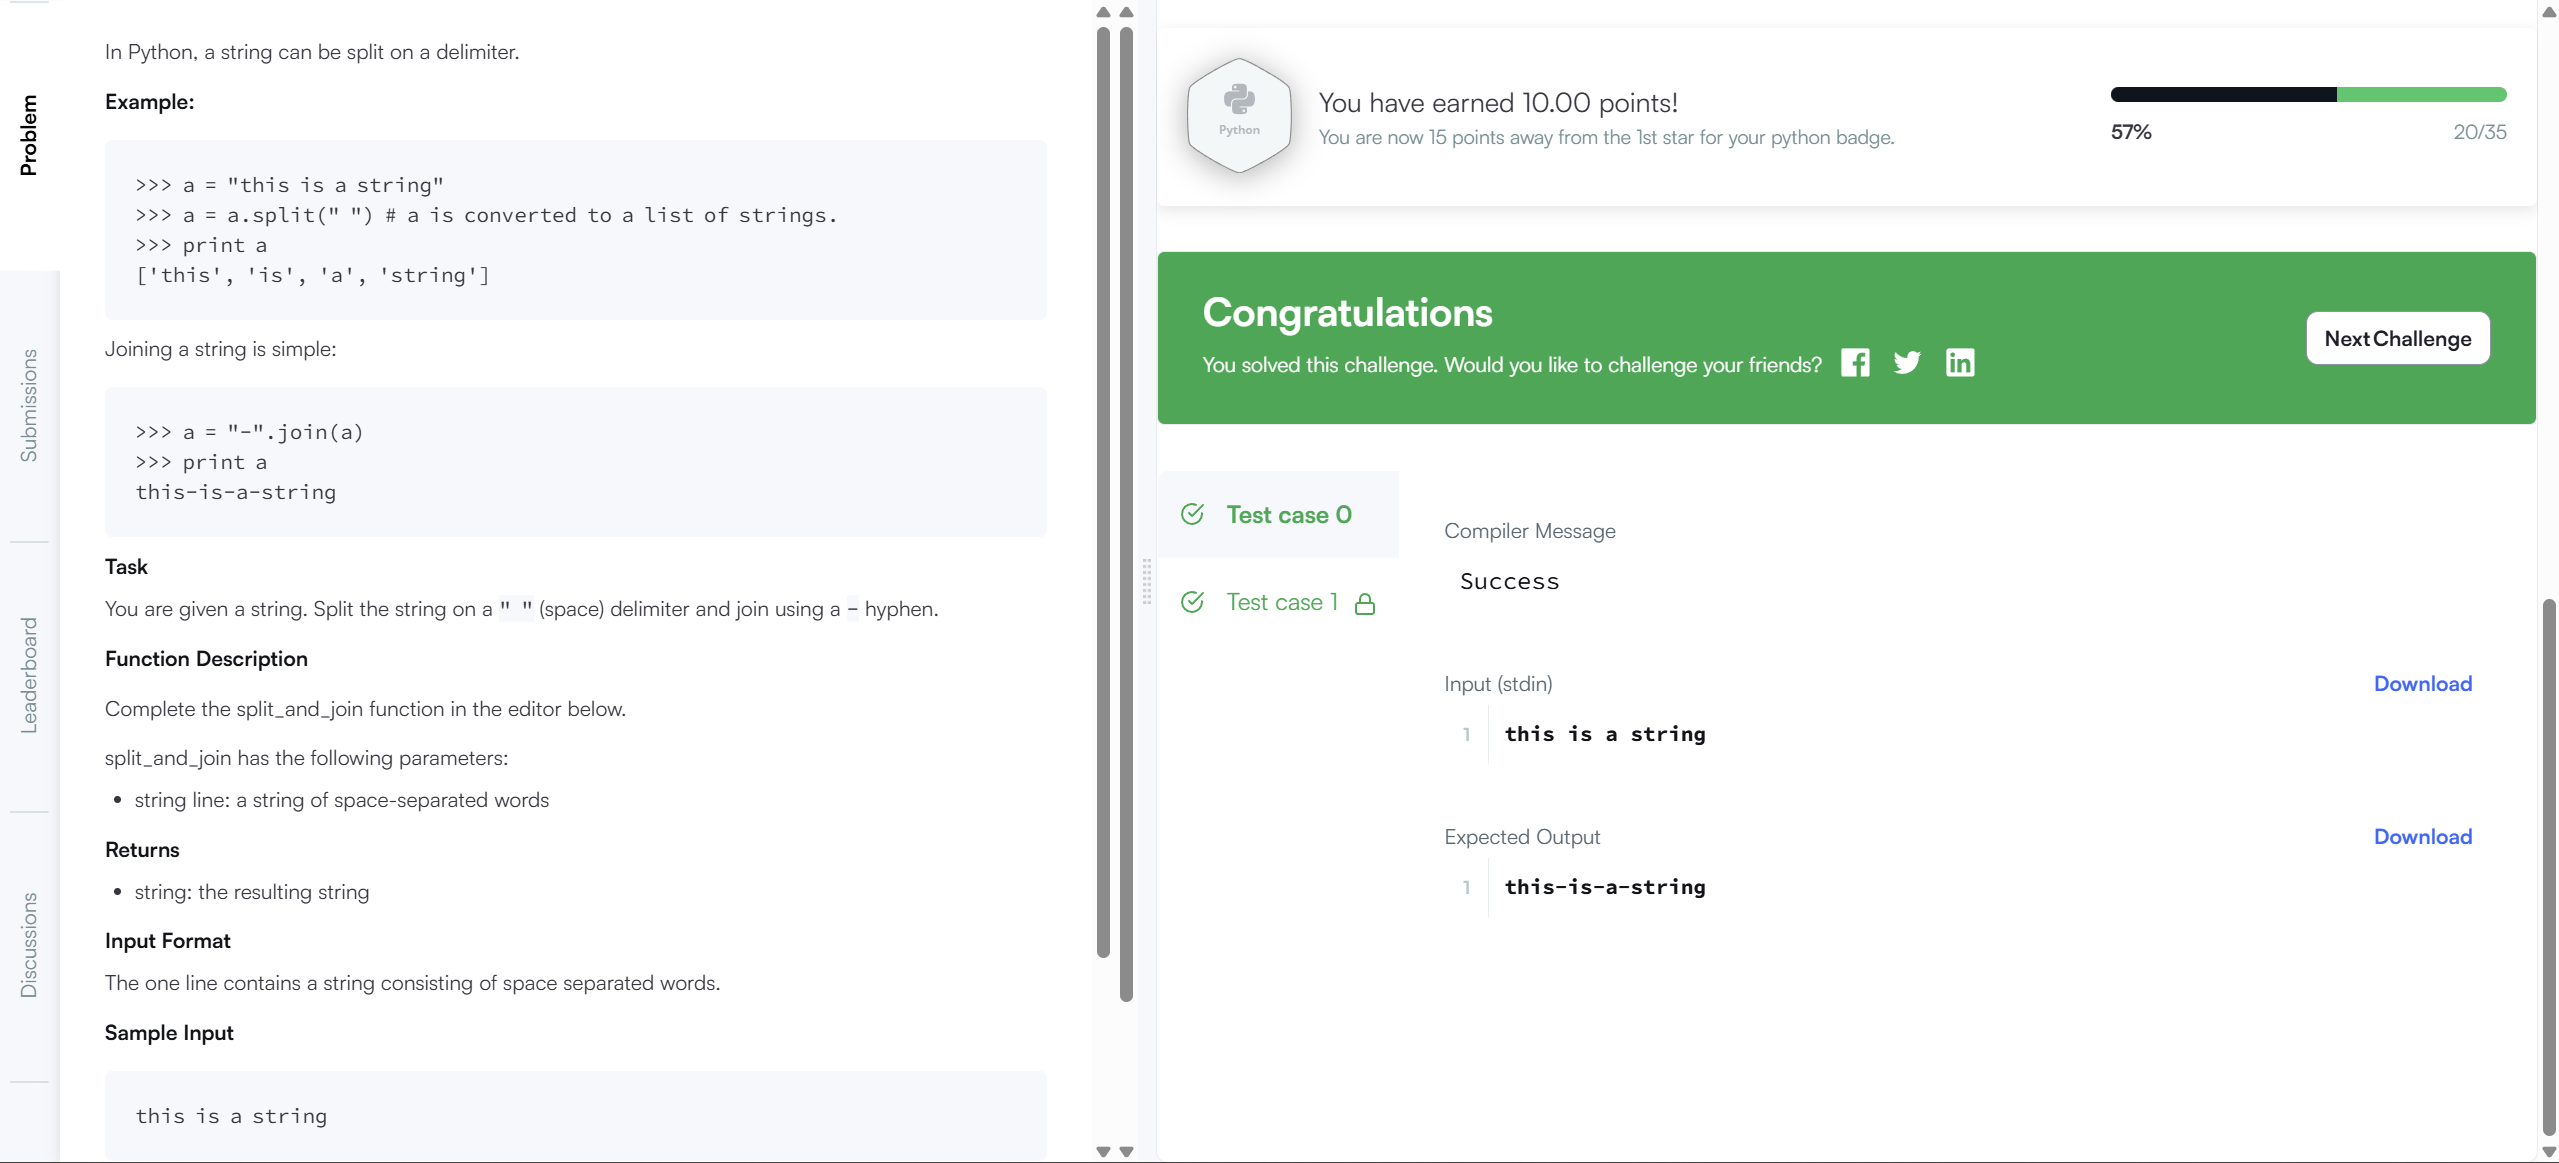 Problem
Submissions
Leaderboard
Discussions
In Python, a string can be split on a delimiter.
Example:
>>> a = "this is a string"
>>> a = a.split(" ") # a is converted to a list of strings.
>>> print a
['this', 'is', 'a', 'string']
Joining a string is simple:
>>> a = "-".join(a)
>>> print a
this-is-a-string
Task
You are given a string. Split the string on a " " (space) delimiter and join using a - hyphen.
Function Description
Complete the split_and_join function in the editor below.
split_and_join has the following parameters:
• string line: a string of space-separated words
Returns
• string: the resulting string
Input Format
The one line contains a string consisting of space separated words.
Sample Input
this is a string
Python
You have earned 10.00 points!
You are now 15 points away from the 1st star for your python badge.
57% 20/35
Congratulations
You solved this challenge. Would you like to challenge your friends?
Next Challenge
Test case 0
Test case 1
Compiler Message
Success
Input (stdin) Download
1 this is a string
Expected Output Download
1 this-is-a-string